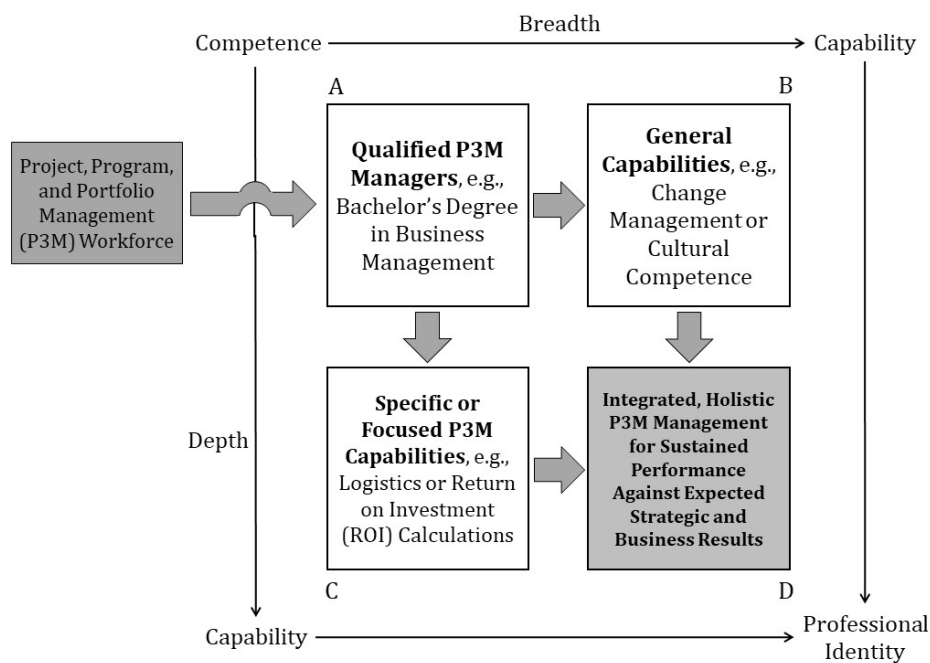 Breadth
Competence
Capability
A
B
Project, Program,
and Portfolio
Management
(P3M) Workforce
Qualified P3M
Managers, e.g.,
Bachelor’s Degree
in Business
Management
General
Capabilities, e.g.,
Change
Management or
Cultural
Competence
Depth
Specific or
Focused P3M
Capabilities, e.g.,
Logistics or Return
on Investment
(ROI) Calculations
Integrated, Holistic
P3M Management
for Sustained
Performance
Against Expected
Strategic and
Business Results
C
D
Capability
Professional
Identity